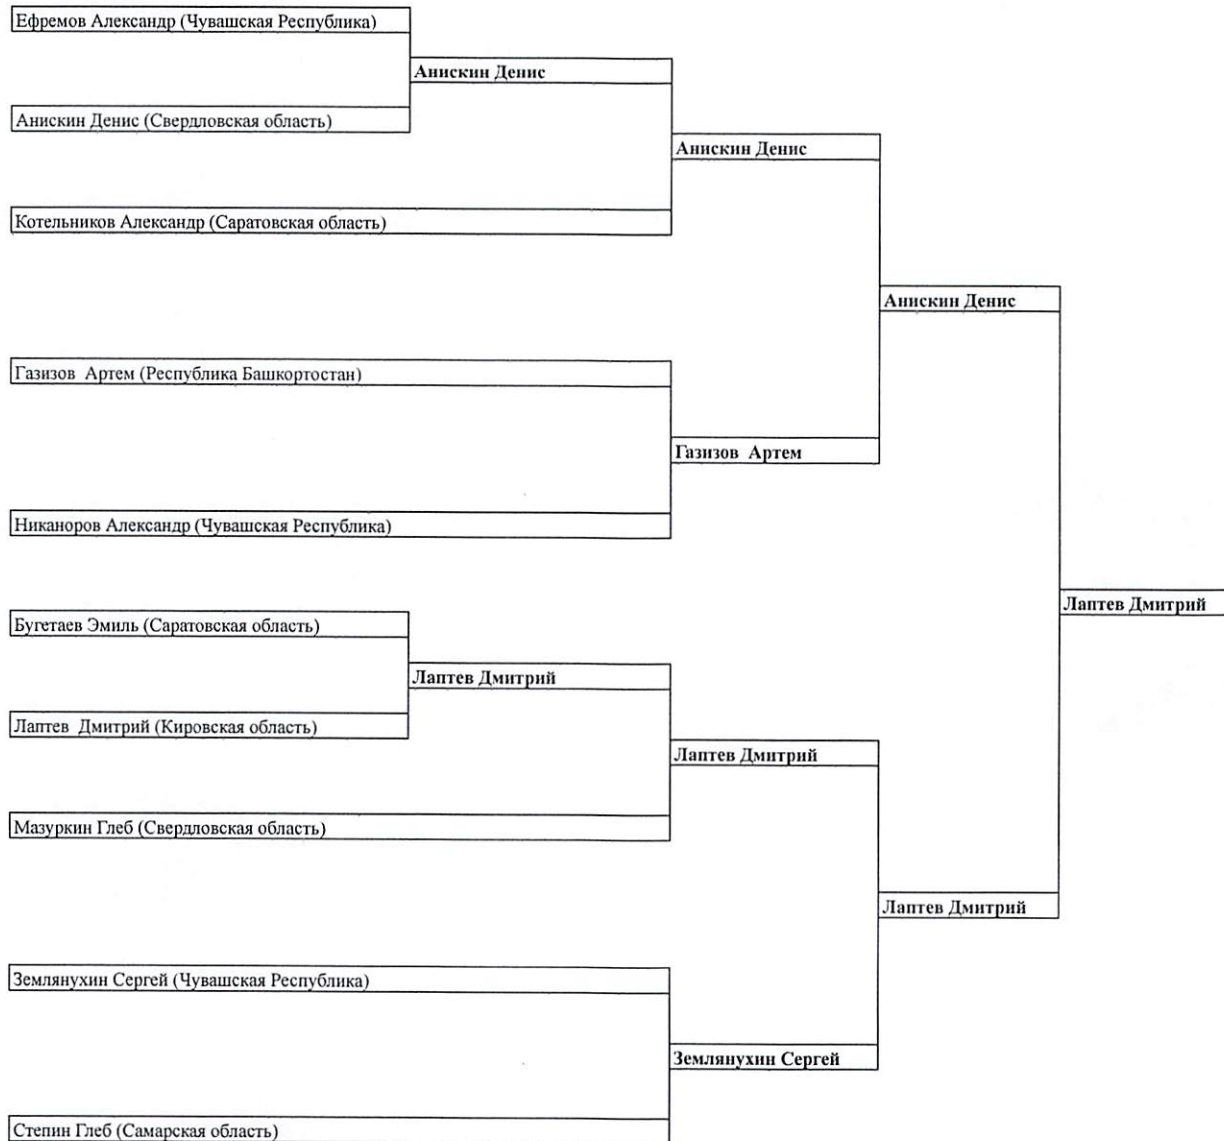 Ефремов Александр (Чувашская Республика)
Анискин Денис
Анискин Денис (Свердловская область)
Анискин Денис
Котельников Александр (Саратовская область)
Анискин Денис
Газизов Артем (Республика Башкортостан)
Газизов Артем
Никаноров Александр (Чувашская Республика)
Лаптев Дмитрий
Бугетаев Эмиль (Саратовская область)
Лаптев Дмитрий
Лаптев Дмитрий (Кировская область)
Лаптев Дмитрий
Мазуркин Глеб (Свердловская область)
Лаптев Дмитрий
Землянухин Сергей (Чувашская Республика)
Землянухин Сергей
Степин Глеб (Самарская область)